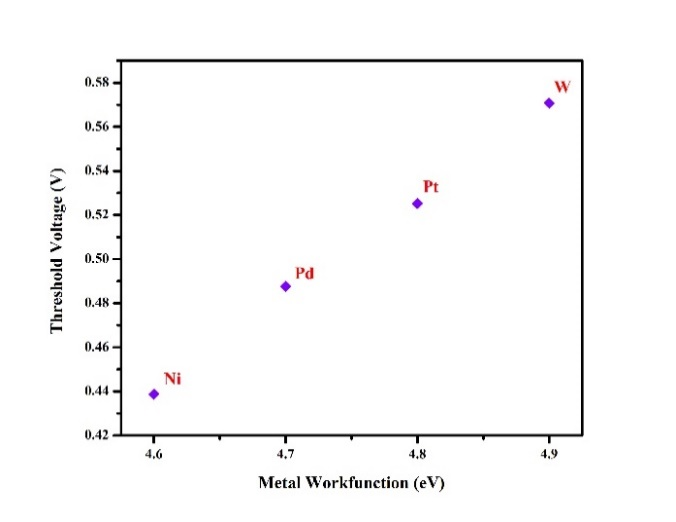 0.58
0.56
0.54
0.52
0.50
0.48
0.46
0.44
0.42
Threshold Voltage (V)
W
Pt
Pd
Ni
4.6 4.7 4.8 4.9
Metal Workfunction (eV)